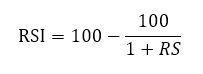 RSI = 100 − 100 / (1 + RS)